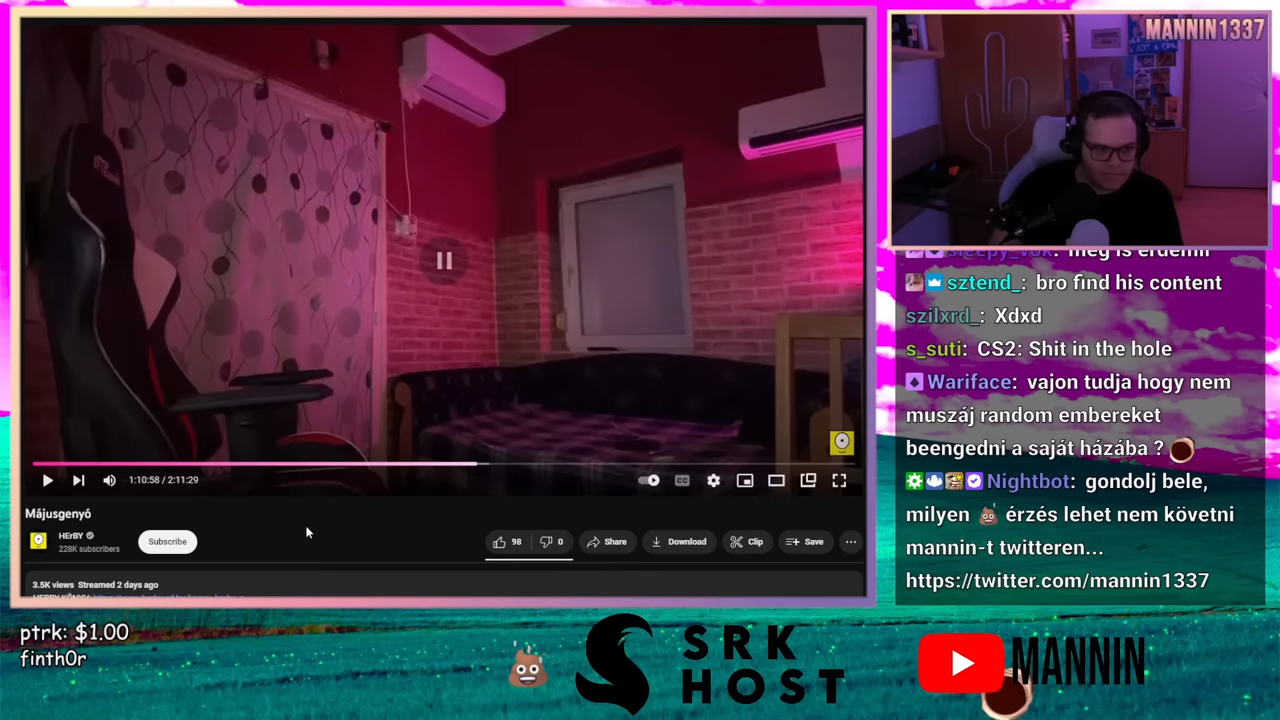 MANNIN1337
1:10:58 / 2:11:29
CC
Májusgenyó
HErBY
228K subscribers
Subscribe
98
0
Share
Download
Clip
Save
3.5K views Streamed 2 days ago
sztend_: bro find his content
szilxrd_: Xdxd
s_suti: CS2: Shit in the hole
Wariface: vajon tudja hogy nem
muszáj random embereket
beengedni a saját házába ?
Nightbot: gondolj bele,
milyen 💩 érzés lehet nem követni
mannin-t twitteren...
https://twitter.com/mannin1337
ptrk: $1.00
finth0r
SRK
HOST
MANNIN